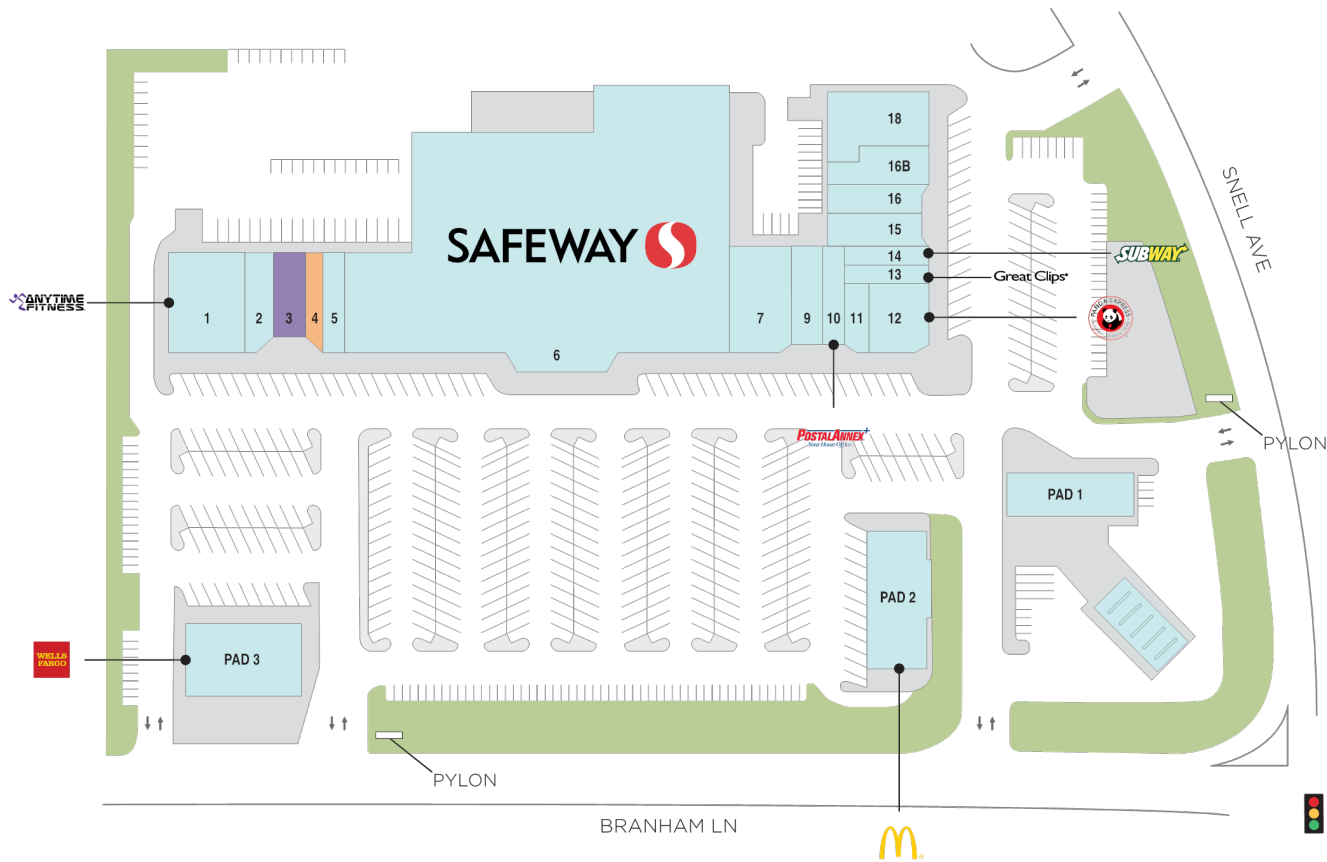 18
16B
16
15
14
13
SNELL AVE
SAFEWAY
SUBWAY
Great Clips
ANYTIME
FITNESS
PANDA EXPRESS
1
2
3
4
5
6
7
9
10
11
12
POSTALANNEX+
Your Home Office
PYLON
PAD 1
PAD 2
WELLS
FARGO
PAD 3
PYLON
BRANHAM LN